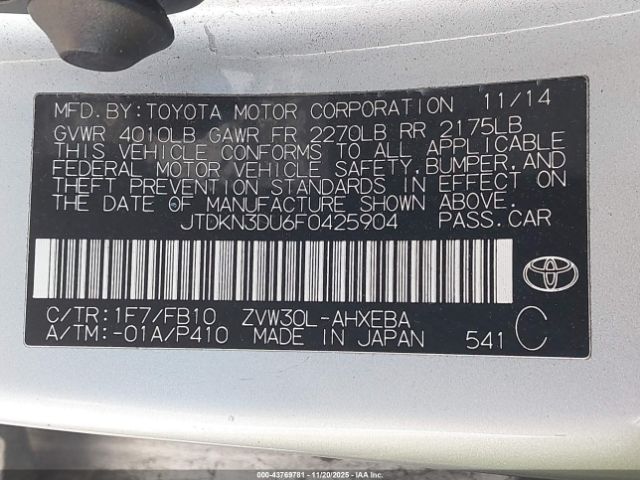 MFD.BY:TOYOTA MOTOR CORPORATION 11/14
GVWR 4010LB GAWR FR 2270LB RR 2175LB
THIS VEHICLE CONFORMS TO ALL APPLICABLE
FEDERAL MOTOR VEHICLE SAFETY, BUMPER, AND
THEFT PREVENTION STANDARDS IN EFFECT ON
THE DATE OF MANUFACTURE SHOWN ABOVE.
JTDKN3DU6F0425904 PASS.CAR
C/TR:1F7/FB10 ZVW30L-AHXEBA
A/TM:-01A/P410 MADE IN JAPAN 541 C
000-43769781 - 11/20/2025 - IAAI.COM